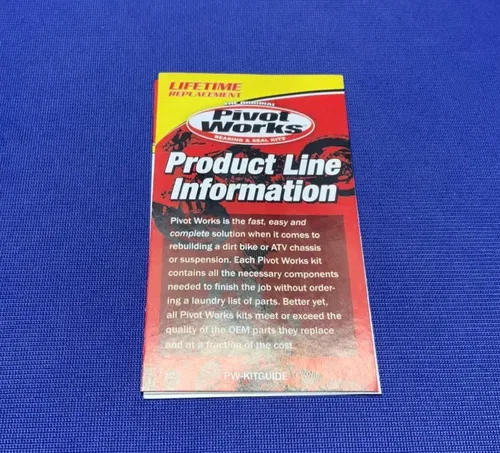 LIFETIME
REPLACEMENT
THE ORIGINAL
Pivot
Works
BEARING & SEAL KITS
Product Line
Information
Pivot Works is the fast, easy and
complete solution when it comes to
rebuilding a dirt bike or ATV chassis
or suspension. Each Pivot Works kit
contains all the necessary components
needed to finish the job without order-
ing a laundry list of parts. Better yet,
all Pivot Works kits meet or exceed the
quality of the OEM parts they replace
and at a fraction of the cost.
PW-KITGUIDE